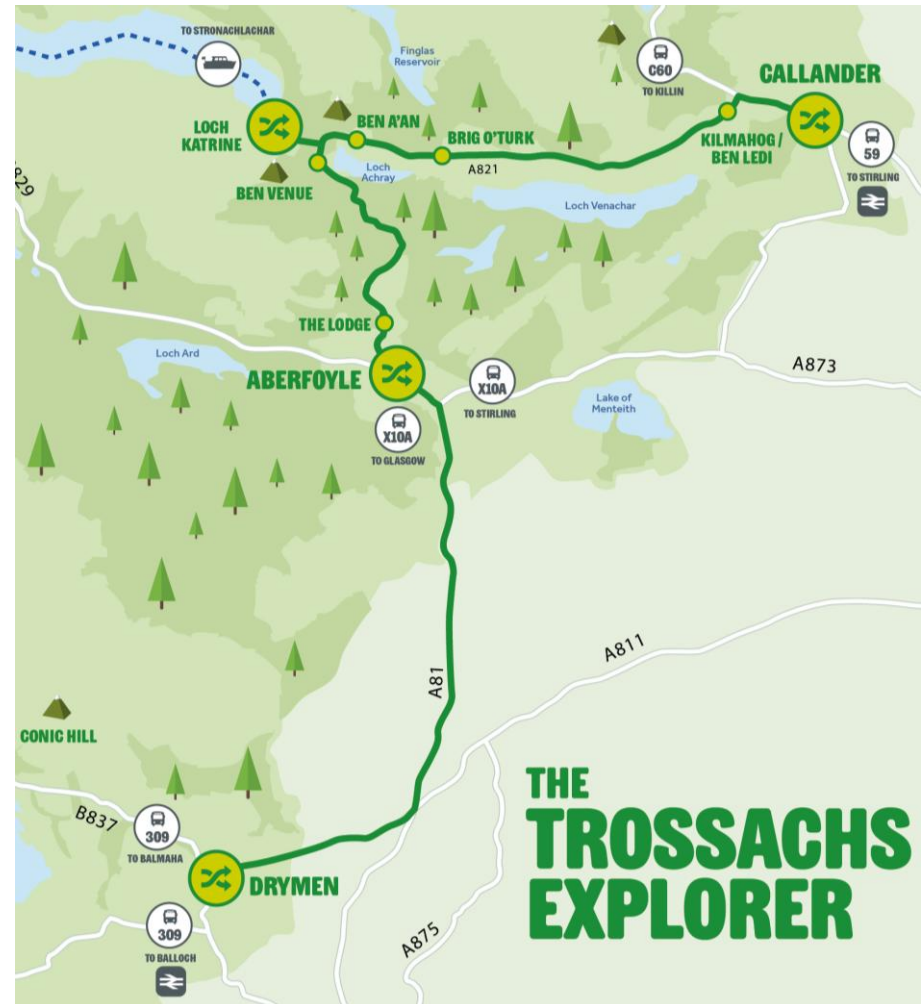 TO STRONACHLACHAR
Finglas
Reservoir
C60
TO KILLIN
CALLANDER
LOCH
KATRINE
BEN A'AN
BRIG O'TURK
KILMAHOG /
BEN LEDI
59
TO STIRLING
A821
BEN VENUE
Loch
Achray
Loch Venachar
829
THE LODGE
Loch Ard
ABERFOYLE
X10A
TO STIRLING
A873
Lake of
Menteith
X10A
TO GLASGOW
A81
A811
CONIC HILL
B837
309
TO BALMAHA
DRYMEN
309
TO BALLOCH
A875
THE
TROSSACHS
EXPLORER